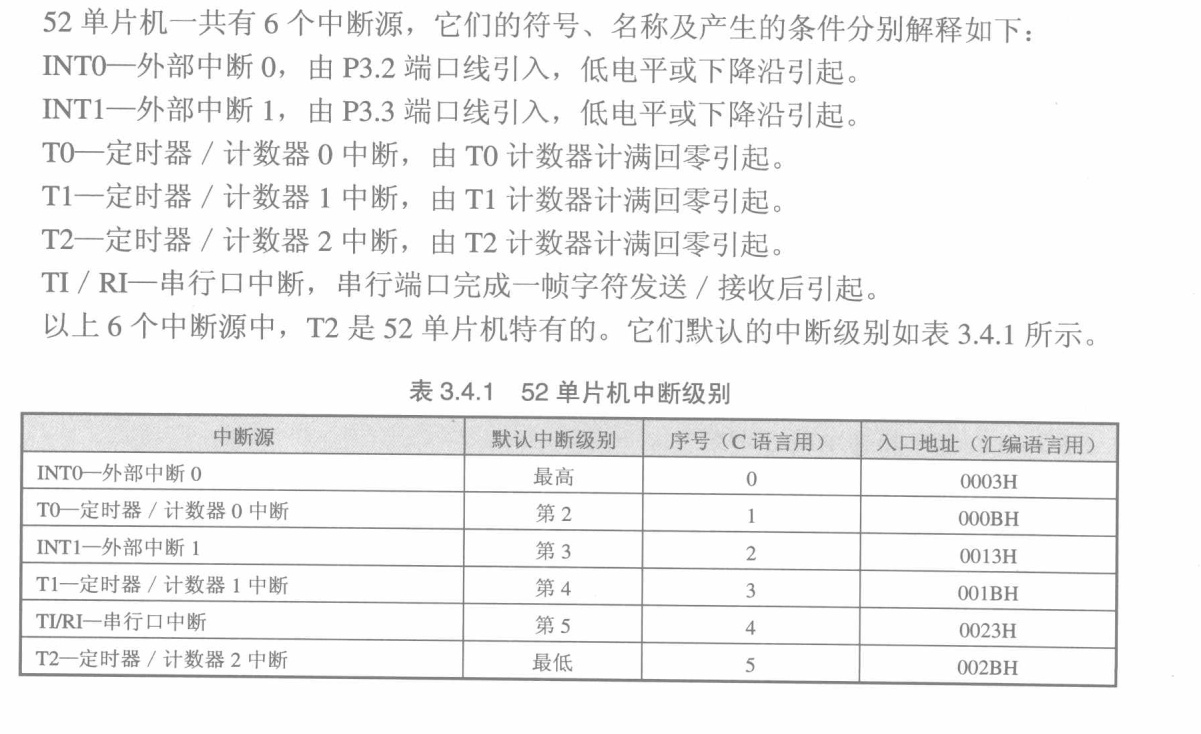 52 单片机一共有 6 个中断源，它们的符号、名称及产生的条件分别解释如下：
INT0—外部中断 0，由 P3.2 端口线引入，低电平或下降沿引起。
INT1—外部中断 1，由 P3.3 端口线引入，低电平或下降沿引起。
T0—定时器 / 计数器 0 中断，由 T0 计数器计满回零引起。
T1—定时器 / 计数器 1 中断，由 T1 计数器计满回零引起。
T2—定时器 / 计数器 2 中断，由 T2 计数器计满回零引起。
TI / RI—串行口中断，串行端口完成一帧字符发送 / 接收后引起。
以上 6 个中断源中，T2 是 52 单片机特有的。它们默认的中断级别如表 3.4.1 所示。
表 3.4.1 52 单片机中断级别
中断源 默认中断级别 序号（C 语言用） 入口地址（汇编语言用）
INT0—外部中断 0 最高 0 0003H
T0—定时器 / 计数器 0 中断 第 2 1 000BH
INT1—外部中断 1 第 3 2 0013H
T1—定时器 / 计数器 1 中断 第 4 3 001BH
TI/RI—串行口中断 第 5 4 0023H
T2—定时器 / 计数器 2 中断 最低 5 002BH